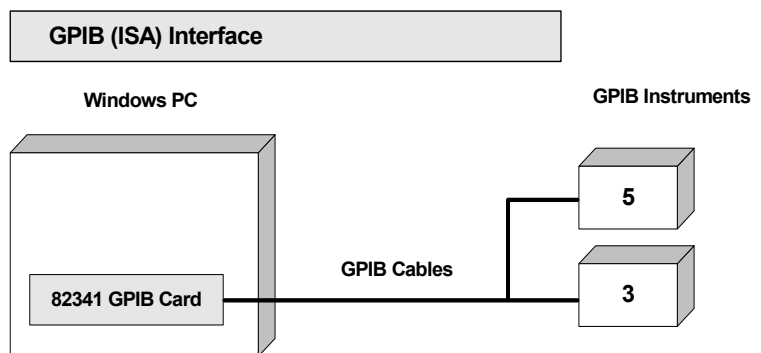 GPIB (ISA) Interface
Windows PC
GPIB Instruments
5
GPIB Cables
82341 GPIB Card
3